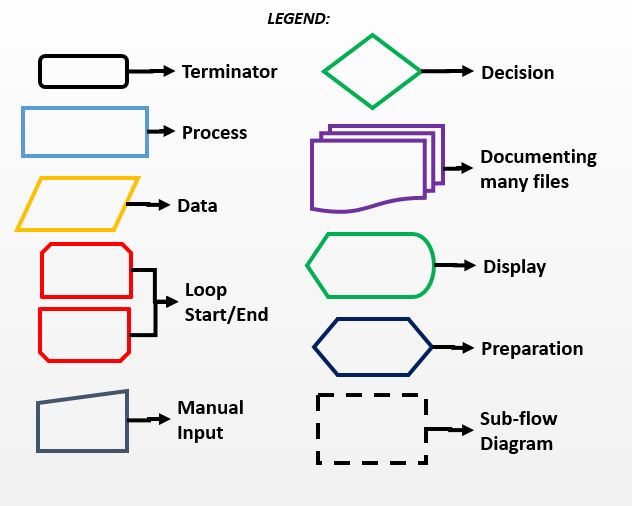 LEGEND:
Terminator
Process
Data
Loop
Start/End
Manual
Input
Decision
Documenting
many files
Display
Preparation
Sub-flow
Diagram